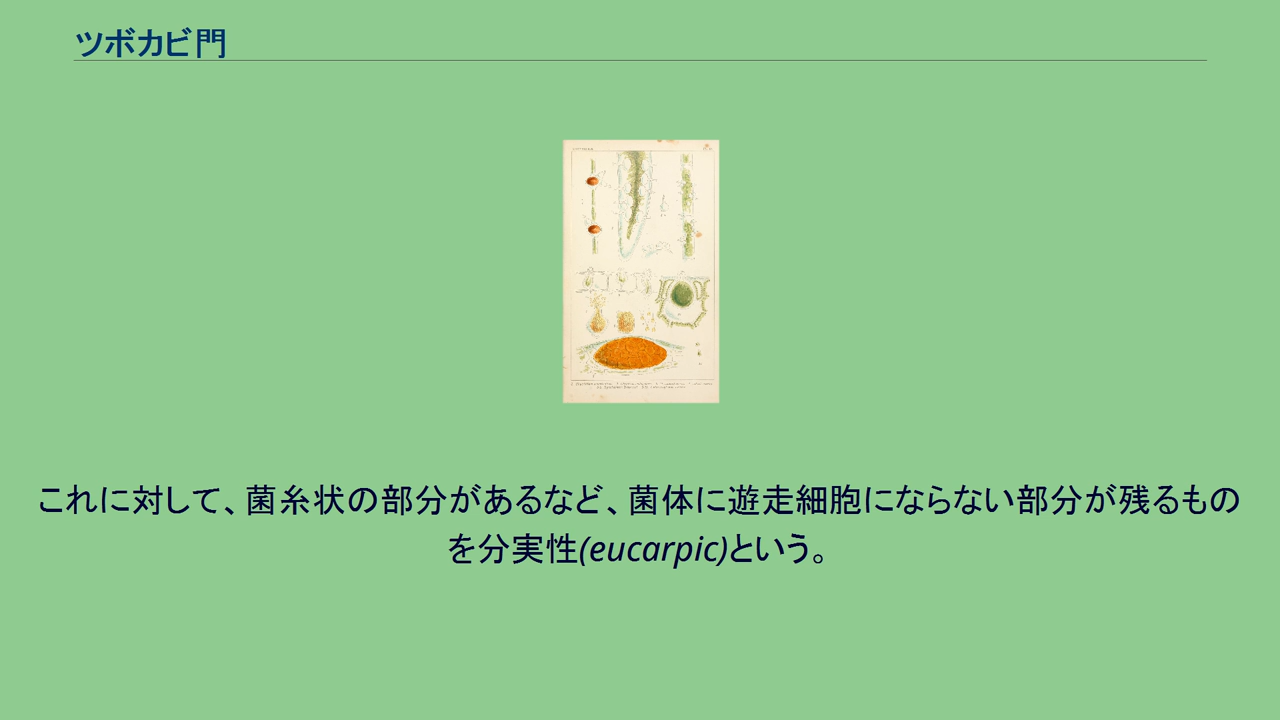 ツボカビ門
これに対して、菌糸状の部分があるなど、菌体に遊走細胞にならない部分が残るもの
を分実性(eucarpic)という。